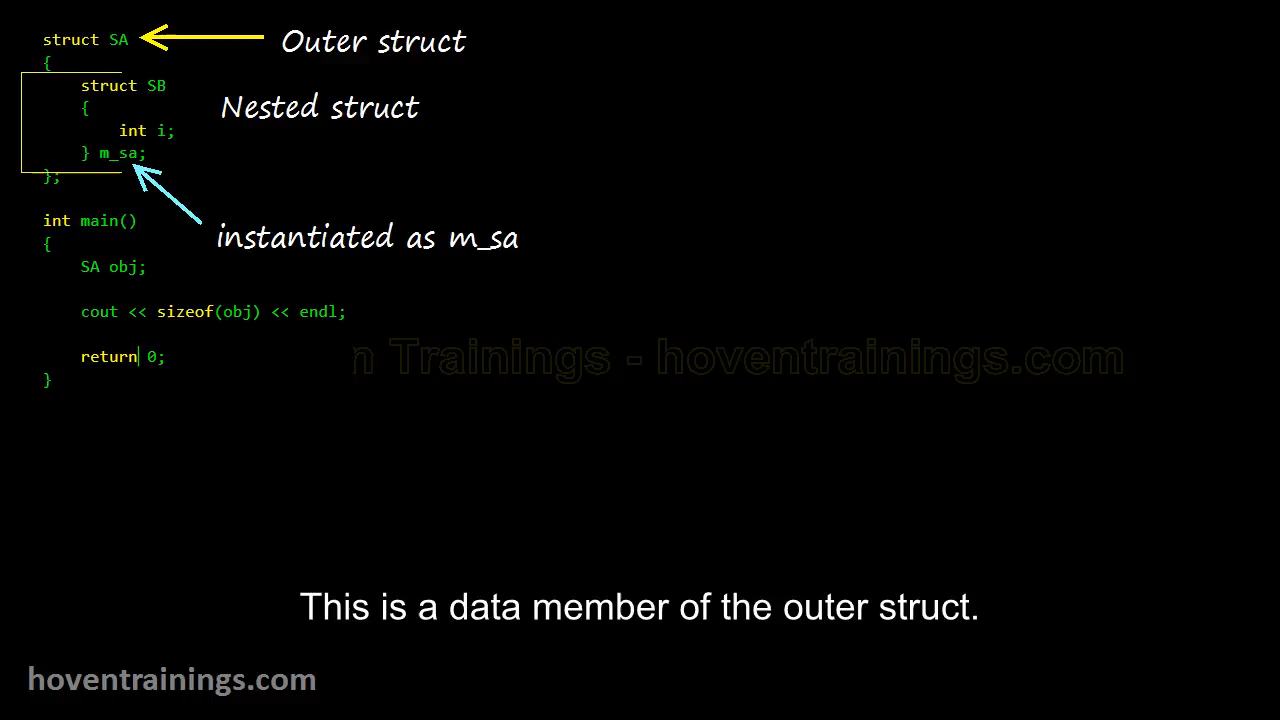 struct SA
Outer struct
{
struct SB
{
Nested struct
int i;
} m_sa;
};
int main()
instantiated as m_sa
{
SA obj;
cout << sizeof(obj) << endl;
return 0;
n Trainings - hoventrainings.com
}
This is a data member of the outer struct.
hoventrainings.com